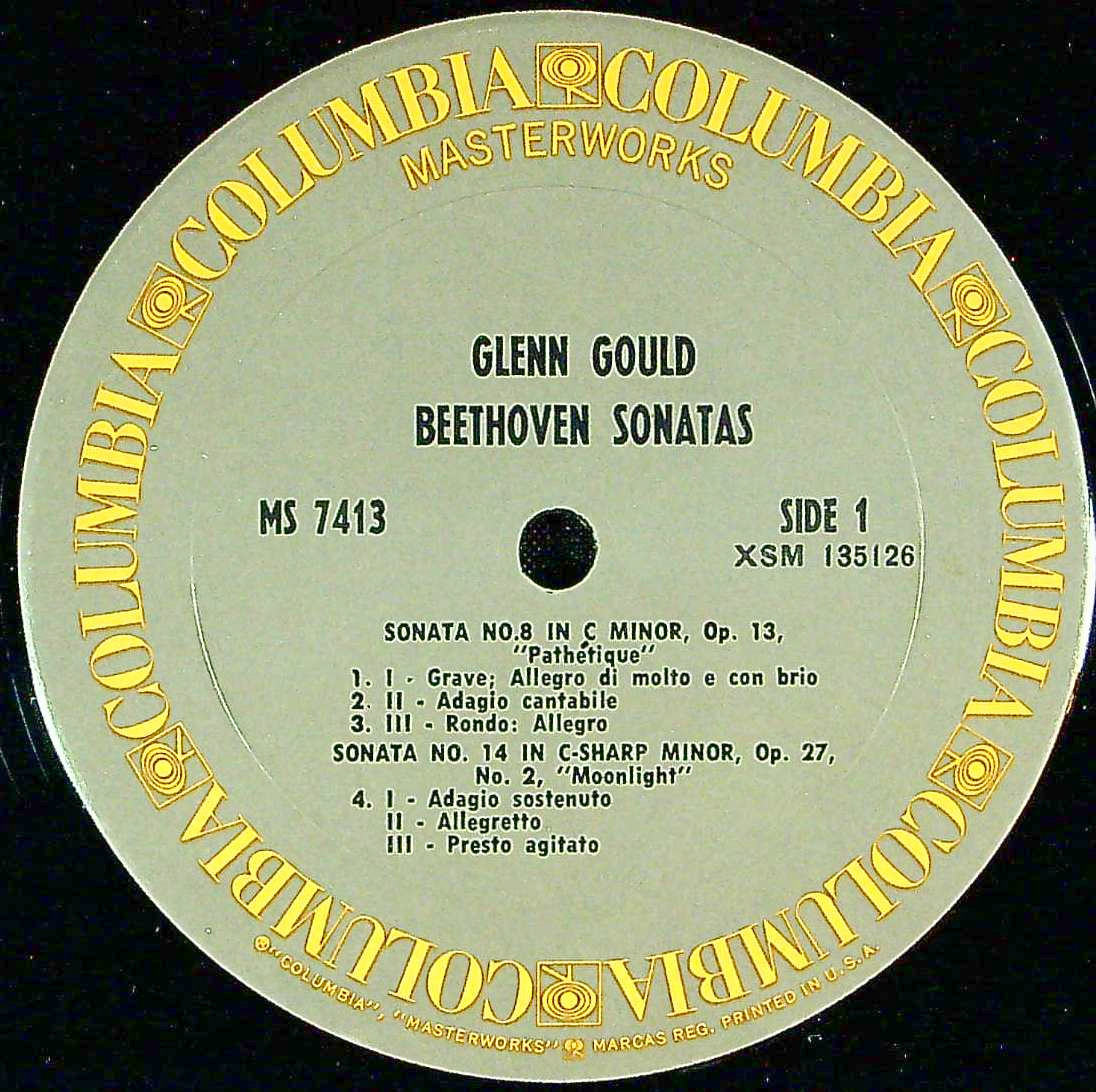 COLUMBIA COLUMBIA COLUMBIA COLUMBIA COLUMBIA COLUMBIA COLUMBIA COLUMBIA
MASTERWORKS
GLENN GOULD
BEETHOVEN SONATAS
MS 7413
SIDE 1
XSM 135126
SONATA NO.8 IN C MINOR, Op. 13,
"Pathétique"
1. I - Grave; Allegro di molto e con brio
2. II - Adagio cantabile
3. III - Rondo: Allegro
SONATA NO. 14 IN C-SHARP MINOR, Op. 27,
No. 2, "Moonlight"
4. I - Adagio sostenuto
II - Allegretto
III - Presto agitato
®"COLUMBIA", "MASTERWORKS" MARCAS REG. PRINTED IN U.S.A.